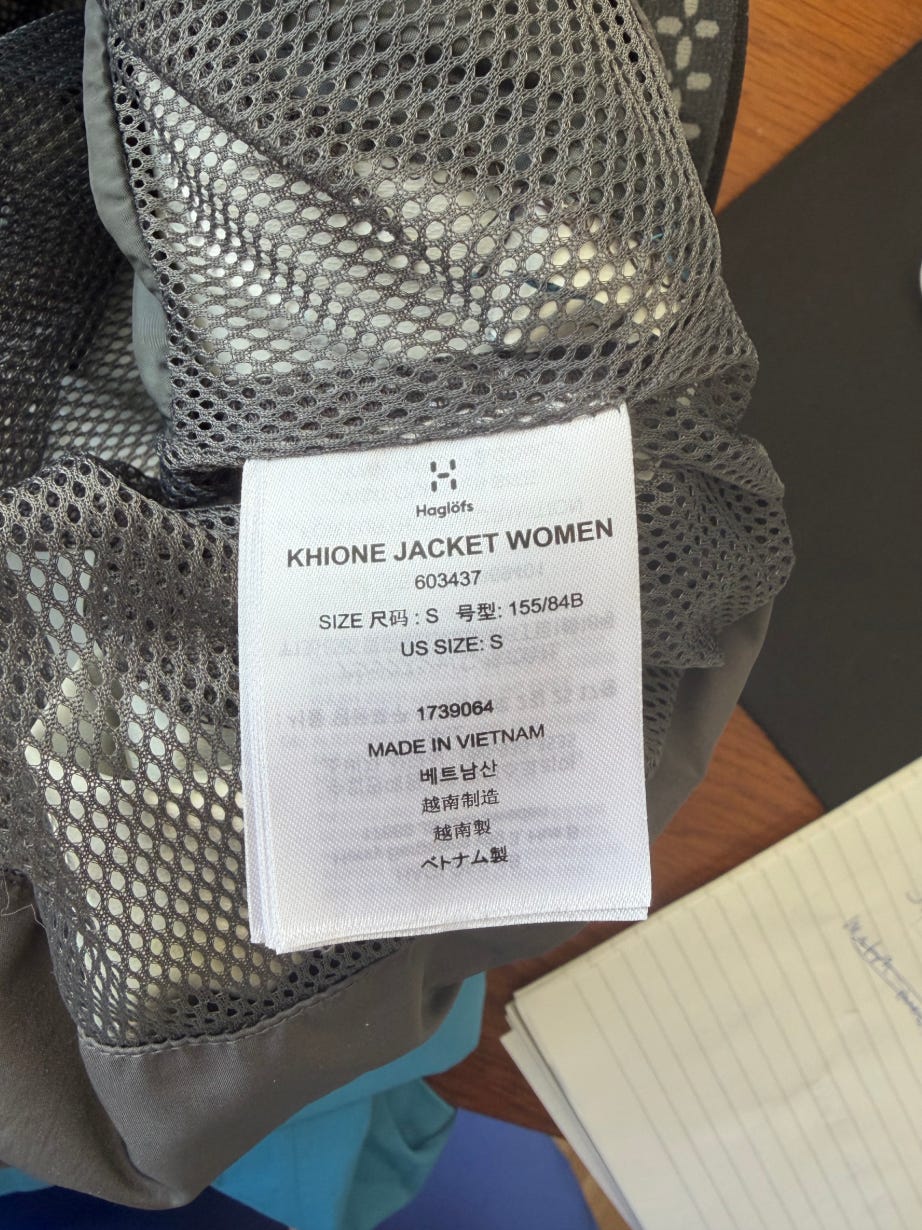 Haglöfs
KHIONE JACKET WOMEN
603437
SIZE 尺码 : S 号型: 155/84B
US SIZE: S
1739064
MADE IN VIETNAM
베트남산
越南制造
越南製
ベトナム製